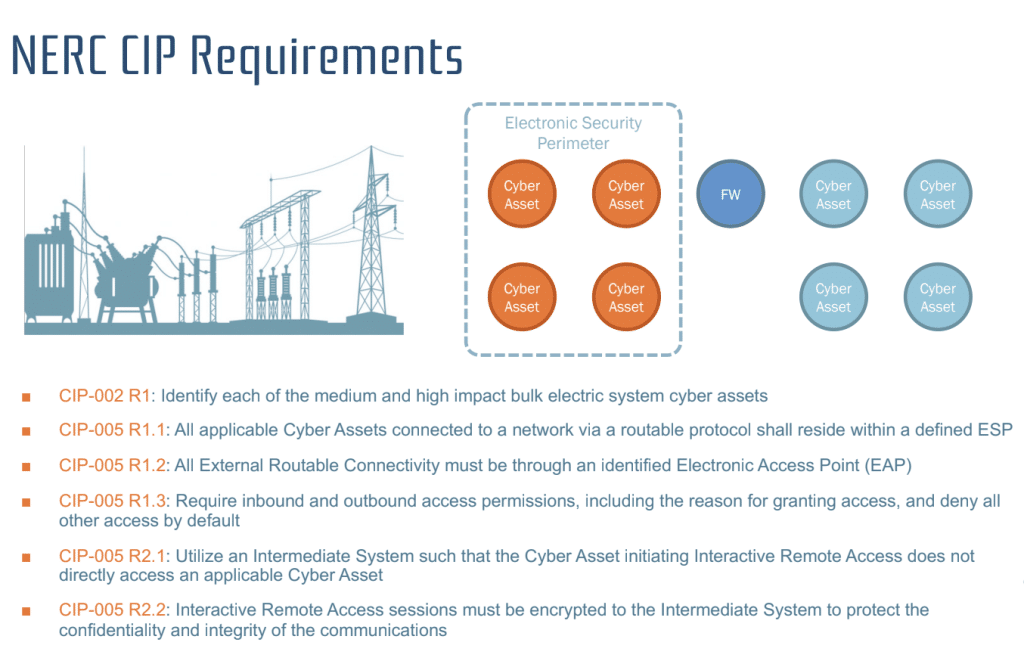 NERC CIP Requirements
Electronic Security
Perimeter
Cyber
Asset
Cyber
Asset
FW
Cyber
Asset
Cyber
Asset
Cyber
Asset
Cyber
Asset
Cyber
Asset
Cyber
Asset
CIP-002 R1: Identify each of the medium and high impact bulk electric system cyber assets
CIP-005 R1.1: All applicable Cyber Assets connected to a network via a routable protocol shall reside within a defined ESP
CIP-005 R1.2: All External Routable Connectivity must be through an identified Electronic Access Point (EAP)
CIP-005 R1.3: Require inbound and outbound access permissions, including the reason for granting access, and deny all
other access by default
CIP-005 R2.1: Utilize an Intermediate System such that the Cyber Asset initiating Interactive Remote Access does not
directly access an applicable Cyber Asset
CIP-005 R2.2: Interactive Remote Access sessions must be encrypted to the Intermediate System to protect the
confidentiality and integrity of the communications